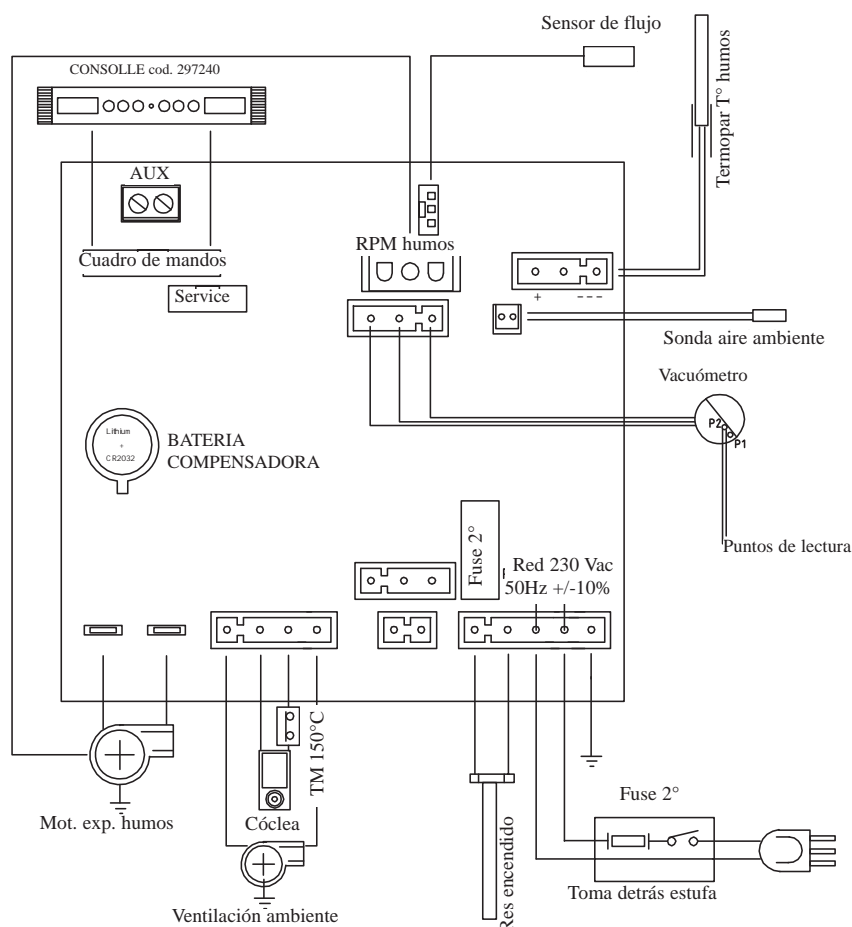 Sensor de flujo
CONSOLLE cod. 297240
Termopar T° humos
AUX
RPM humos
Cuadro de mandos
Service
+ ---
Sonda aire ambiente
Vacuómetro
P2
P1
Lithium
+
CR2032
BATERIA
COMPENSADORA
Puntos de lectura
Fuse 2°
Red 230 Vac
50Hz +/-10%
TM 150°C
Mot. exp. humos
Cóclea
Ventilación ambiente
Res encendido
Fuse 2°
Toma detrás estufa